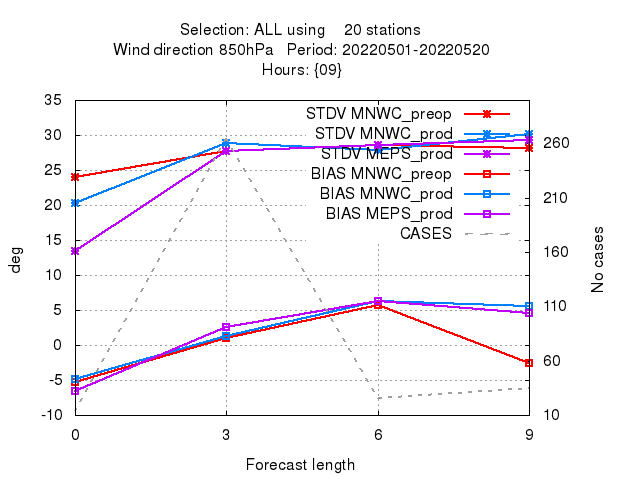 Selection: ALL using 20 stations
Wind direction 850hPa Period: 20220501-20220520
Hours: {09}
35
30
25
20
15
10
5
0
-5
-10
deg
STDV MNWC_preop
STDV MNWC_prod
STDV MEPS_prod
BIAS MNWC_preop
BIAS MNWC_prod
BIAS MEPS_prod
CASES
260
210
160
110
60
10
No cases
0 3 6 9
Forecast length